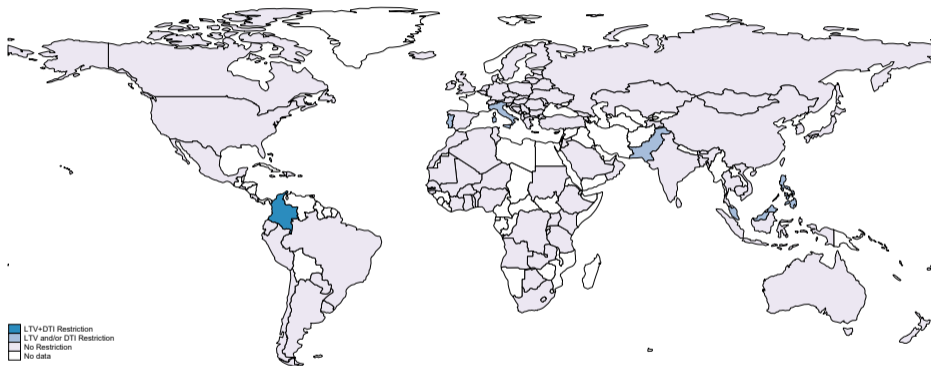 LTV+DTI Restriction
LTV and/or DTI Restriction
No Restriction
No data